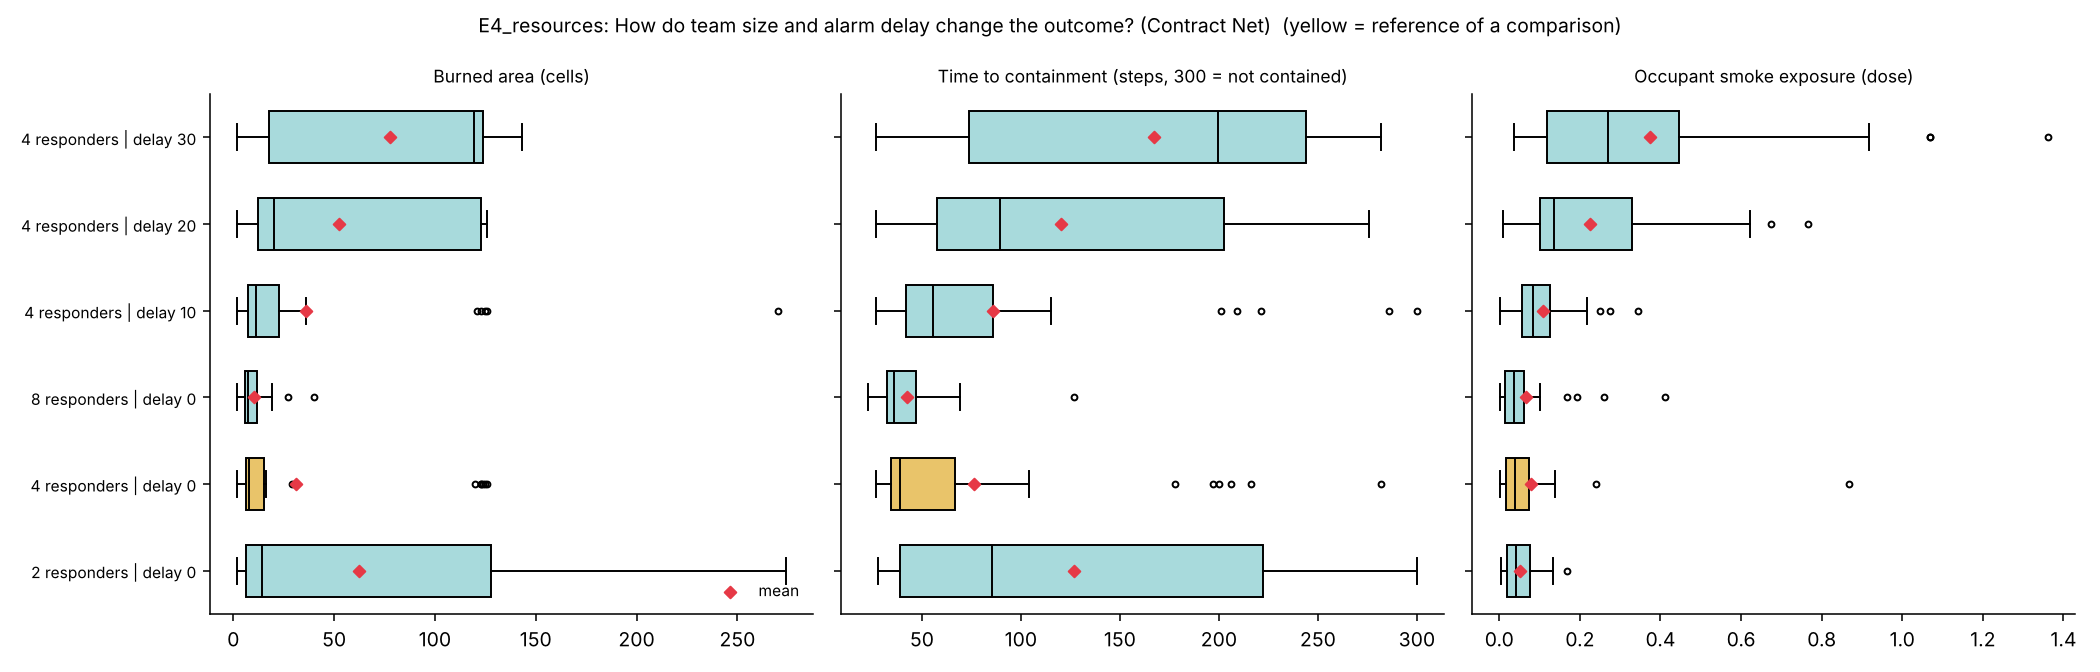 E4_resources: How do team size and alarm delay change the outcome? (Contract Net)  (yellow = reference of a comparison)
Burned area (cells)
Time to containment (steps, 300 = not contained)
Occupant smoke exposure (dose)
4 responders | delay 30
4 responders | delay 20
4 responders | delay 10
8 responders | delay 0
4 responders | delay 0
2 responders | delay 0
mean
0 50 100 150 200 250
50 100 150 200 250 300
0.0 0.2 0.4 0.6 0.8 1.0 1.2 1.4